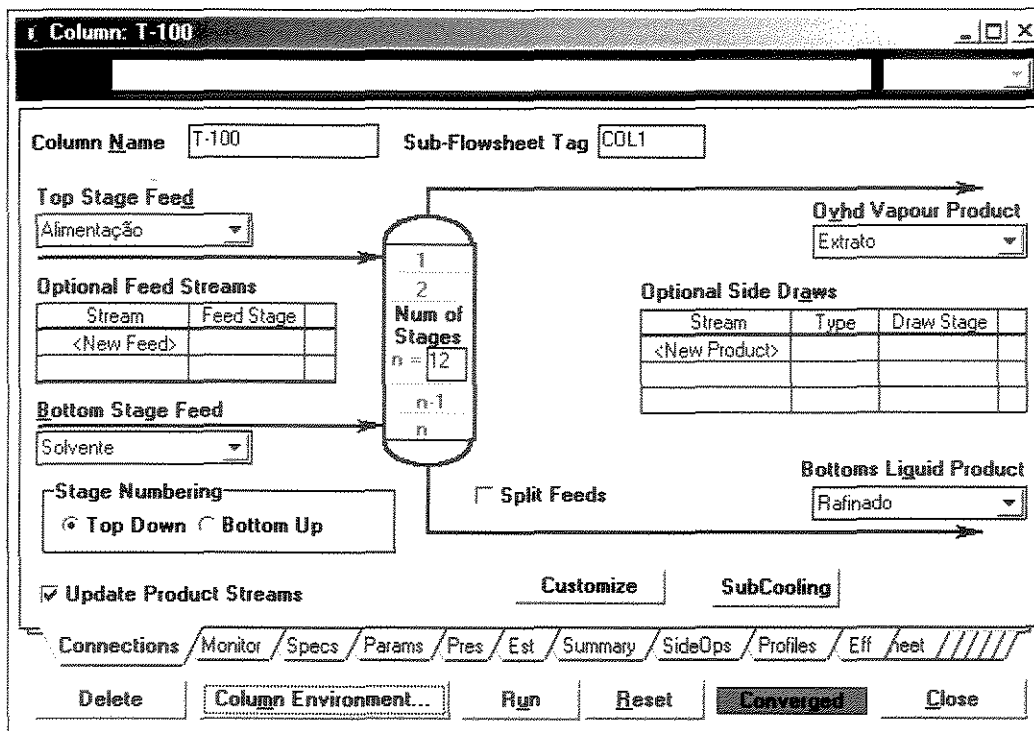 Column: T-100
Column Name T-100 Sub-Flowsheet Tag COL1
Top Stage Feed
Alimentação
Ovhd Vapour Product
Extrato
Optional Feed Streams
Stream Feed Stage
<New Feed>
1
2
Num of
Stages
n = 12
n-1
n
Optional Side Draws
Stream Type Draw Stage
<New Product>
Bottom Stage Feed
Solvente
Bottoms Liquid Product
Rafinado
Stage Numbering
Top Down Bottom Up
Split Feeds
Update Product Streams
Customize SubCooling
Connections Monitor Specs Params Pres Est Summary SideOps Profiles Eff heet
Delete Column Environment... Run Reset Converged Close